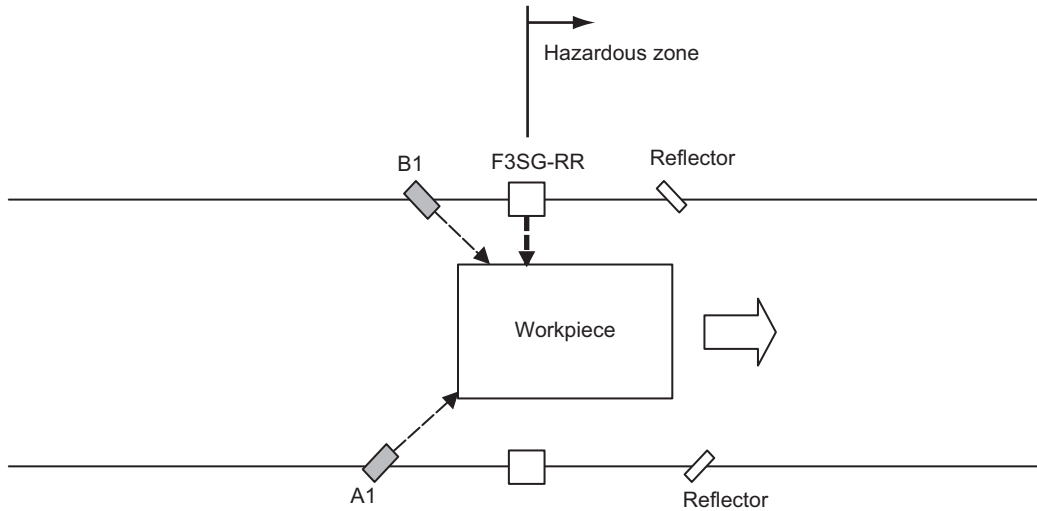 Hazardous zone
B1
F3SG-RR
Reflector
Workpiece
A1
Reflector